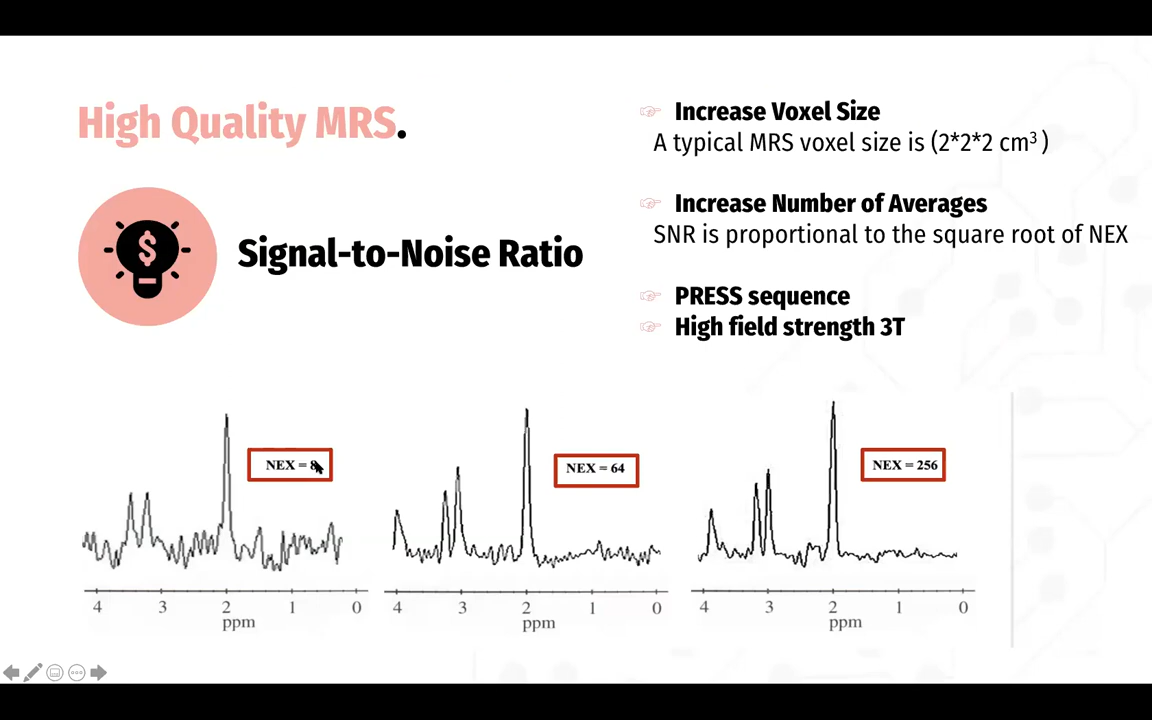 High Quality MRS.
Signal-to-Noise Ratio
Increase Voxel Size
A typical MRS voxel size is (2*2*2 cm³ )
Increase Number of Averages
SNR is proportional to the square root of NEX
PRESS sequence
High field strength 3T
NEX = 8
NEX = 64
NEX = 256
4 3 2 1 0
ppm
4 3 2 1 0
ppm
4 3 2 1 0
ppm